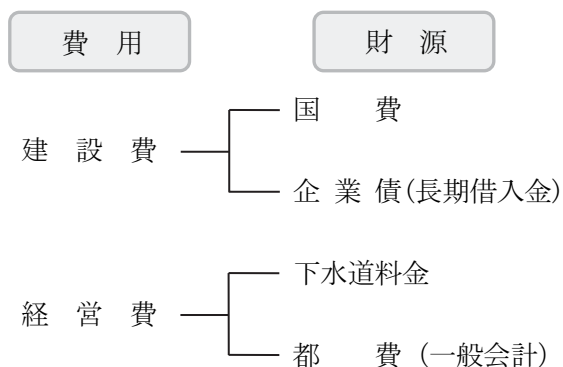 費用 財源
国費
建設費
企業債(長期借入金)
下水道料金
経営費
都費(一般会計)